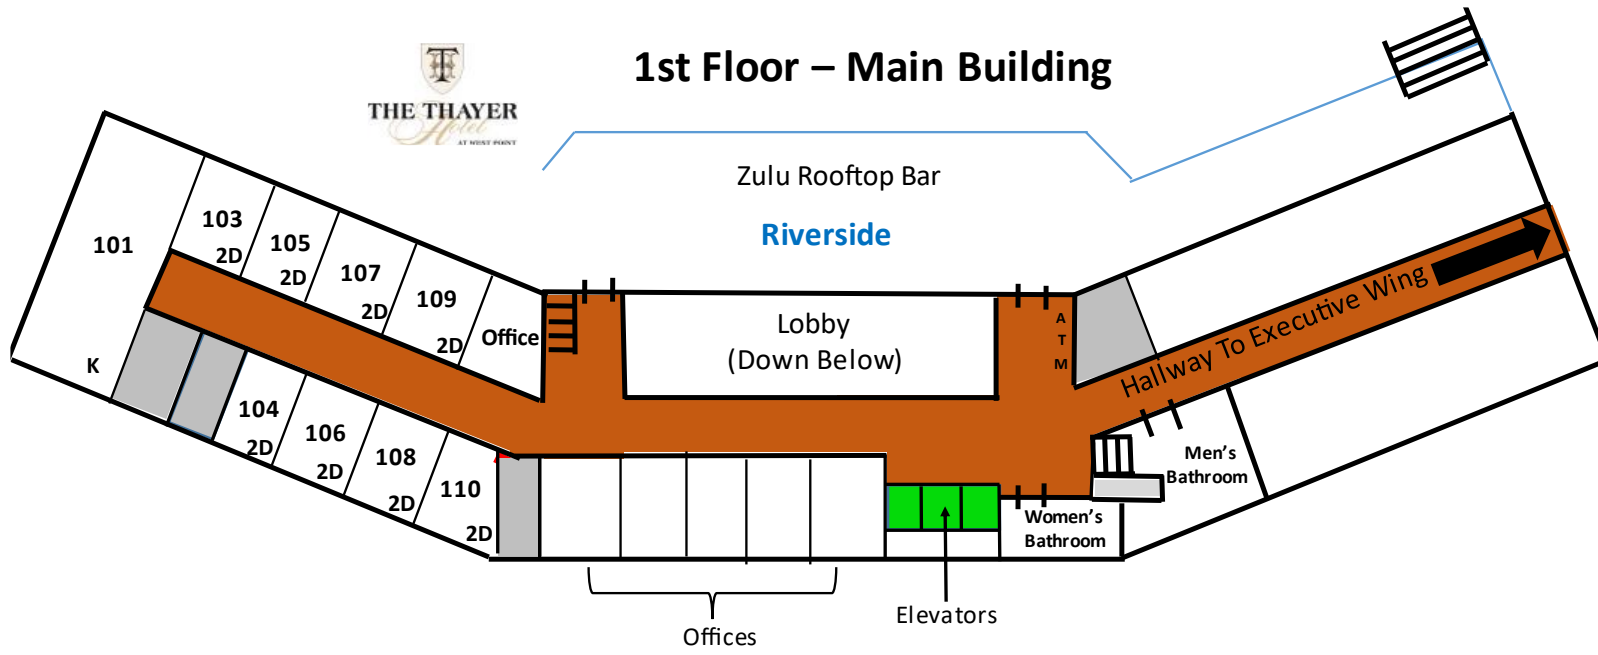 1st Floor – Main Building
THE THAYER
Hotel
AT WEST POINT
Zulu Rooftop Bar
Riverside
101
K
103
2D
105
2D
107
2D
109
2D
Office
Lobby
(Down Below)
A
T
M
Hallway To Executive Wing
104
2D
106
2D
108
2D
110
2D
Men’s
Bathroom
Women’s
Bathroom
Elevators
Offices